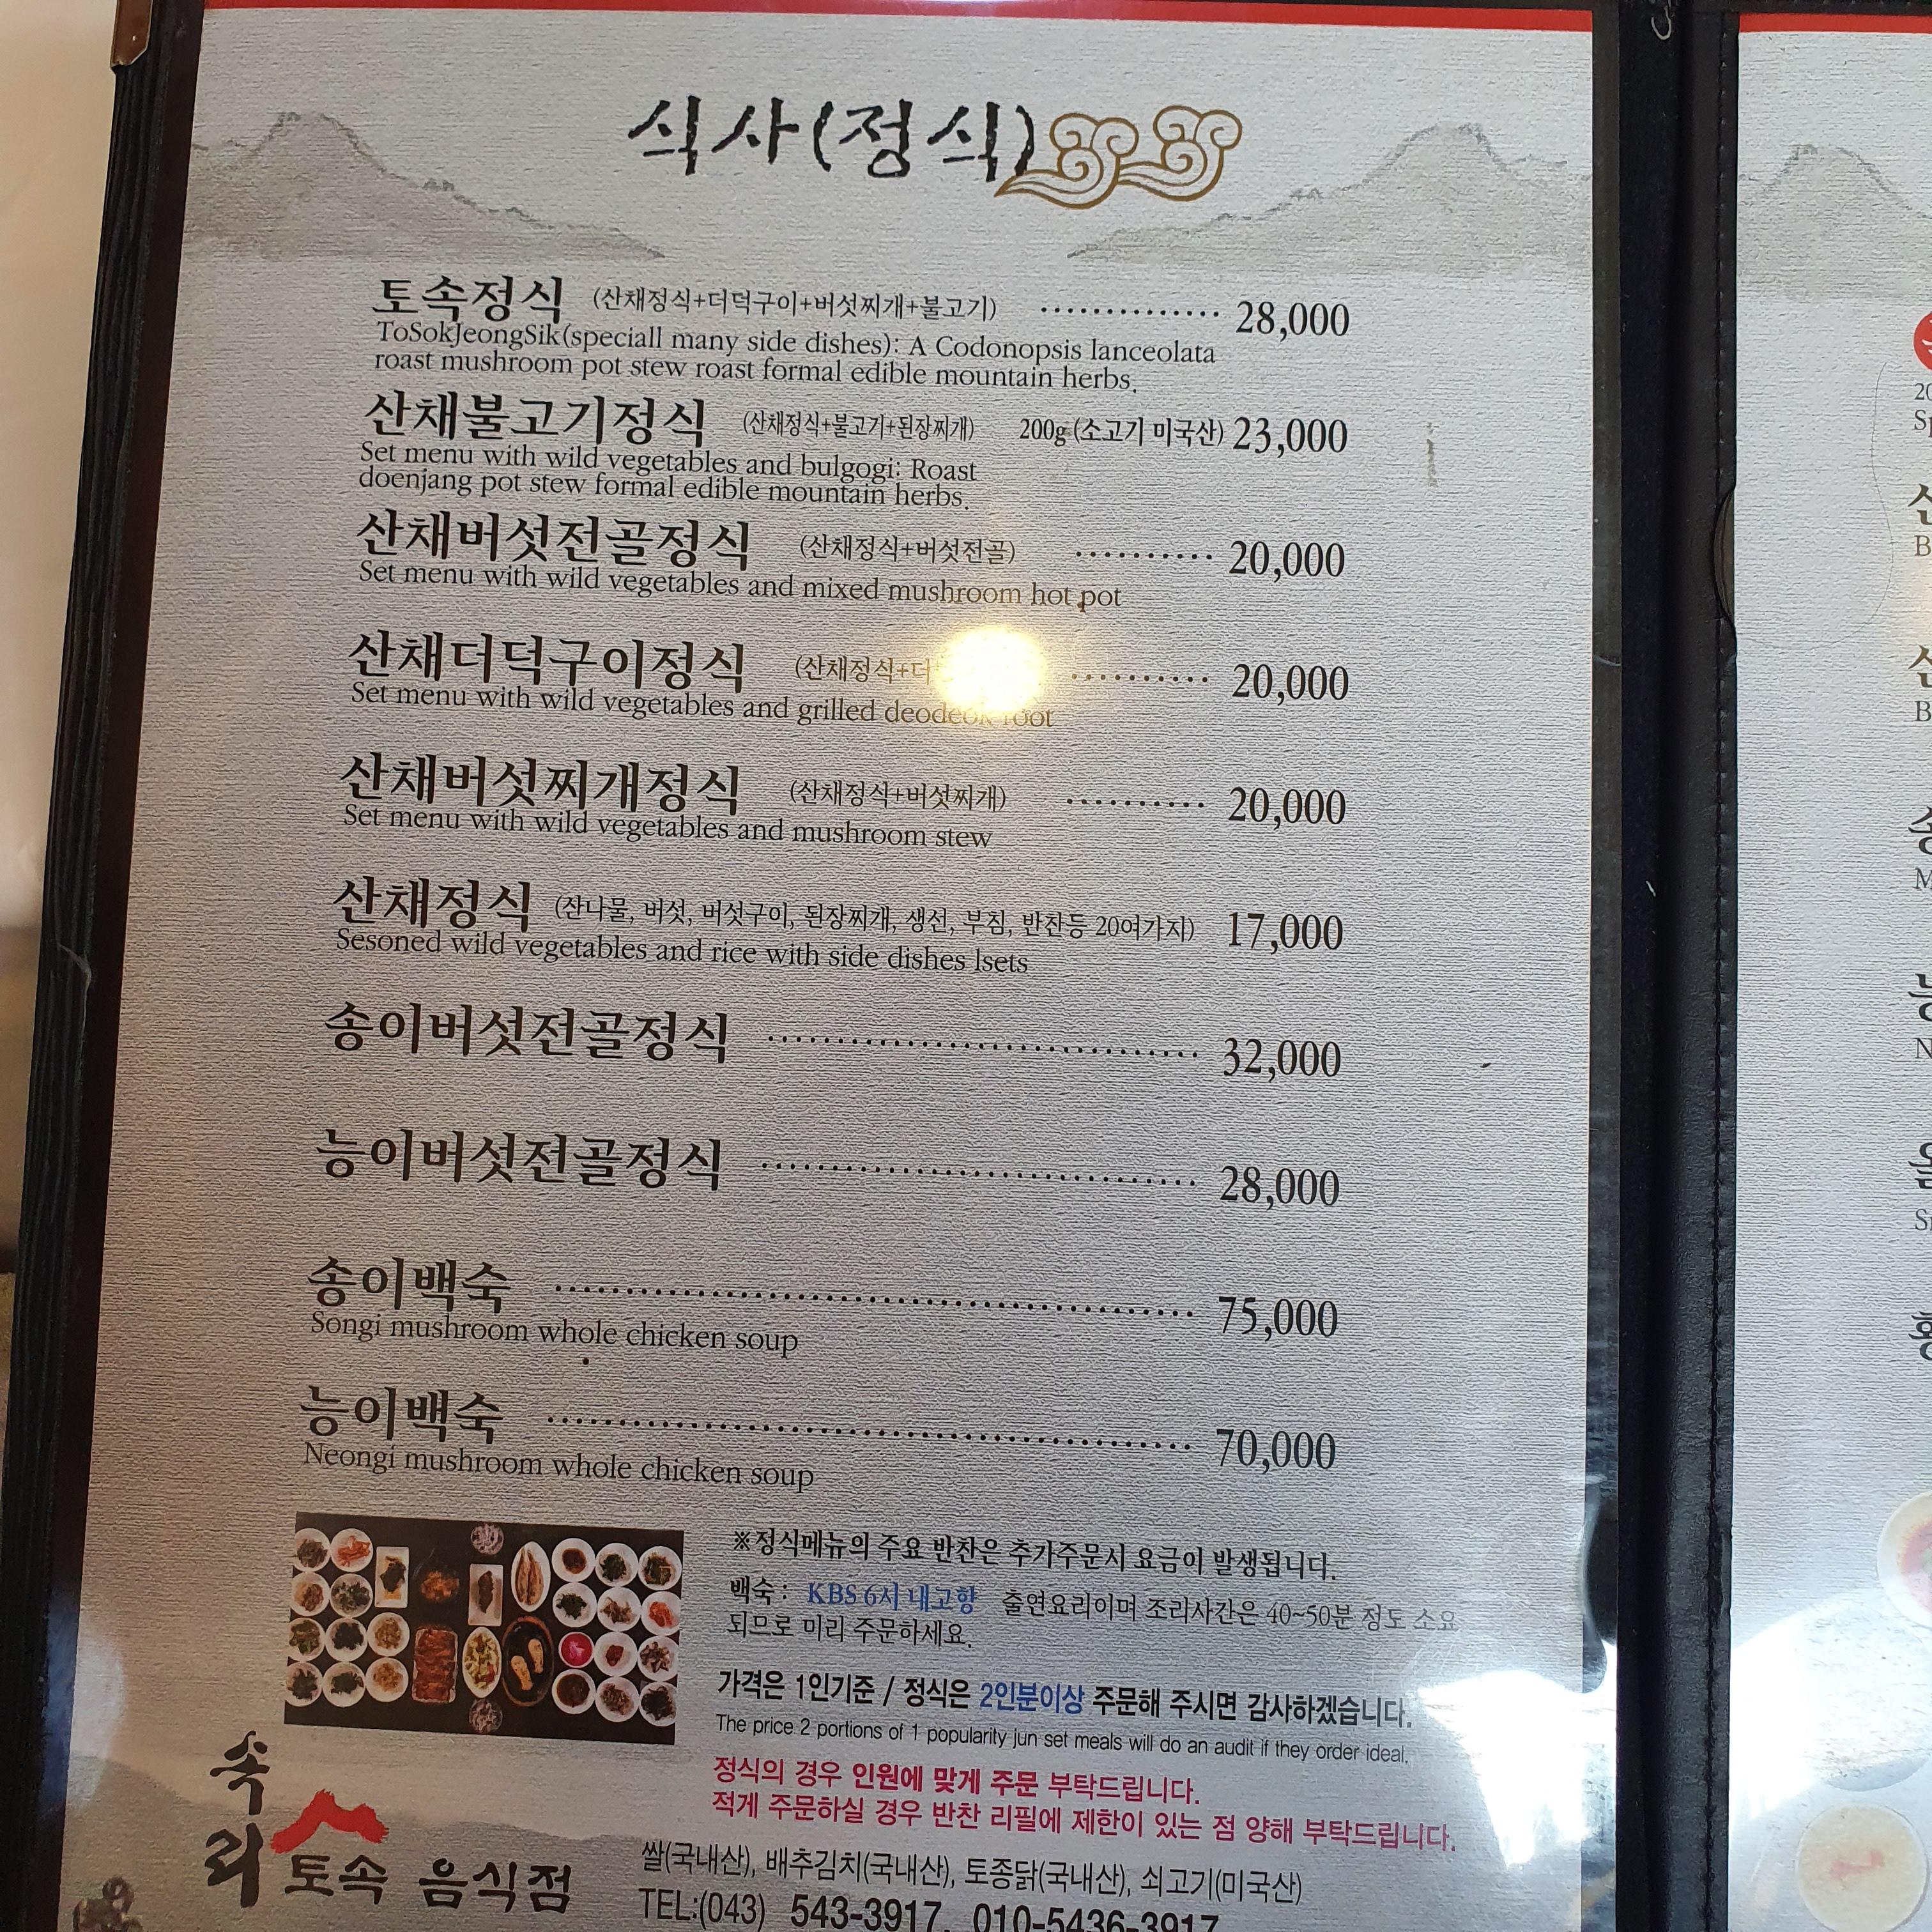 식사(정식)
토속정식 (산채정식+더덕구이+버섯찌개+불고기) ............... 28,000
ToSokJeongSik(speciall many side dishes): A Codonopsis lanceolata
roast mushroom pot stew roast formal edible mountain herbs.
산채불고기정식 (산채정식+불고기+된장찌개) 200g (소고기 미국산) 23,000
Set menu with wild vegetables and bulgogi: Roast
doenjang pot stew formal edible mountain herbs.
산채버섯전골정식 (산채정식+버섯전골) ........... 20,000
Set menu with wild vegetables and mixed mushroom hot pot
산채더덕구이정식 (산채정식+더 ........... 20,000
Set menu with wild vegetables and grilled deodeok root
산채버섯찌개정식 (산채정식+버섯찌개) ........... 20,000
Set menu with wild vegetables and mushroom stew
산채정식 (산나물, 버섯, 버섯구이, 된장찌개, 생선, 부침, 반찬등 20여가지) 17,000
Sesoned wild vegetables and rice with side dishes lsets
송이버섯전골정식 ................................... 32,000
능이버섯전골정식 ................................... 28,000
송이백숙 ................................................... 75,000
Songi mushroom whole chicken soup
능이백숙 ................................................... 70,000
Neongi mushroom whole chicken soup
※정식메뉴의 주요 반찬은 추가주문시 요금이 발생됩니다.
백숙 : KBS 6시 내고향 출연요리이며 조리시간은 40~50분 정도 소요
되므로 미리 주문하세요.
가격은 1인기준 / 정식은 2인분이상 주문해 주시면 감사하겠습니다.
The price 2 portions of 1 popularity jun set meals will do an audit if they order ideal.
정식의 경우 인원에 맞게 주문 부탁드립니다.
적게 주문하실 경우 반찬 리필에 제한이 있는 점 양해 부탁드립니다.
속리 토속 음식점
쌀(국내산), 배추김치(국내산), 토종닭(국내산), 쇠고기(미국산)
TEL:(043) 543-3917, 010-5436-3917